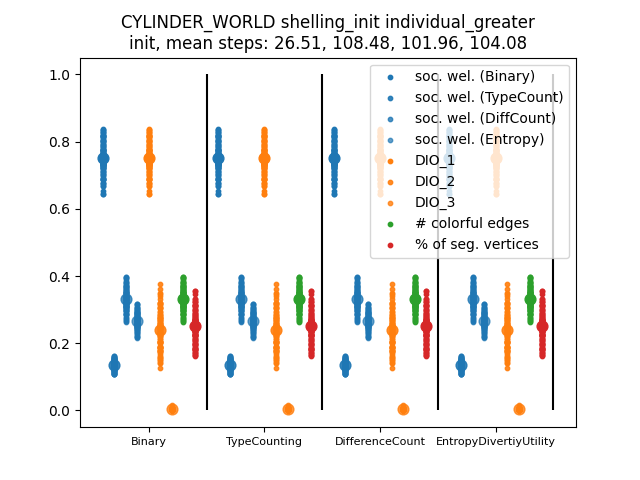 CYLINDER_WORLD shelling_init individual_greater
init, mean steps: 26.51, 108.48, 101.96, 104.08
1.0
0.8
0.6
0.4
0.2
0.0
soc. wel. (Binary)
soc. wel. (TypeCount)
soc. wel. (DiffCount)
soc. wel. (Entropy)
DIO_1
DIO_2
DIO_3
# colorful edges
% of seg. vertices
Binary
TypeCounting
DifferenceCount
EntropyDivertiyUtility